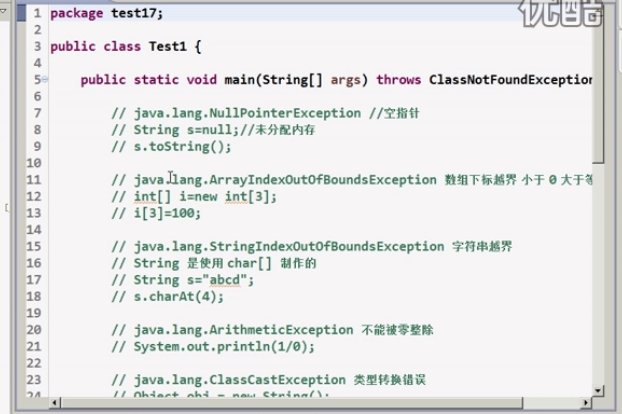 优酷
1 package test17;
2
3 public class Test1 {
4
5 public static void main(String[] args) throws ClassNotFoundException
6
7 // java.lang.NullPointerException //空指针
8 // String s=null;//未分配内存
9 // s.toString();
10
11 // java.lang.ArrayIndexOutOfBoundsException 数组下标越界 小于 0 大于等
12 // int[] i=new int[3];
13 // i[3]=100;
14
15 // java.lang.StringIndexOutOfBoundsException 字符串越界
16 // String 是使用 char[] 制作的
17 // String s="abcd";
18 // s.charAt(4);
19
20 // java.lang.ArithmeticException 不能被零整除
21 // System.out.println(1/0);
22
23 // java.lang.ClassCastException 类型转换错误
24 // Object obj = new String();